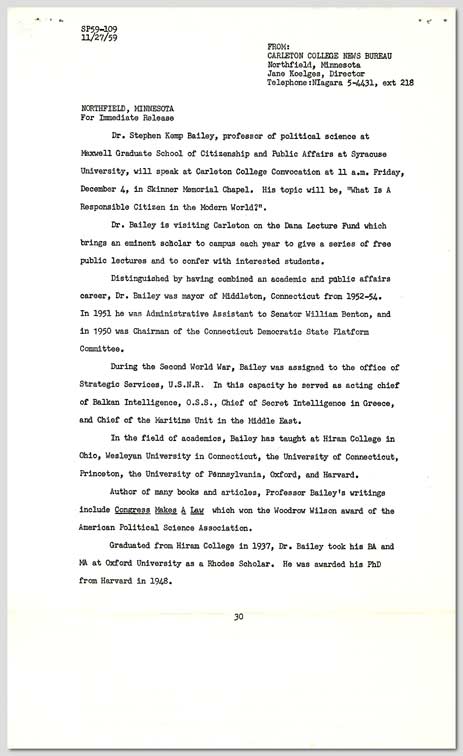 SP59-109
11/27/59
FROM:
CARLETON COLLEGE NEWS BUREAU
Northfield, Minnesota
Jane Koelges, Director
Telephone:NIagara 5-4431, ext 218
NORTHFIELD, MINNESOTA
For Immediate Release
Dr. Stephen Kemp Bailey, professor of political science at
Maxwell Graduate School of Citizenship and Public Affairs at Syracuse
University, will speak at Carleton College Convocation at 11 a.m. Friday,
December 4, in Skinner Memorial Chapel. His topic will be, "What Is A
Responsible Citizen in the Modern World?".
Dr. Bailey is visiting Carleton on the Dana Lecture Fund which
brings an eminent scholar to campus each year to give a series of free
public lectures and to confer with interested students.
Distinguished by having combined an academic and public affairs
career, Dr. Bailey was mayor of Middleton, Connecticut from 1952-54.
In 1951 he was Administrative Assistant to Senator William Benton, and
in 1950 was Chairman of the Connecticut Democratic State Platform
Committee.
During the Second World War, Bailey was assigned to the office of
Strategic Services, U.S.N.R. In this capacity he served as acting chief
of Balkan Intelligence, O.S.S., Chief of Secret Intelligence in Greece,
and Chief of the Maritime Unit in the Middle East.
In the field of academics, Bailey has taught at Hiram College in
Ohio, Wesleyan University in Connecticut, the University of Connecticut,
Princeton, the University of Pennsylvania, Oxford, and Harvard.
Author of many books and articles, Professor Bailey's writings
include Congress Makes A Law which won the Woodrow Wilson award of the
American Political Science Association.
Graduated from Hiram College in 1937, Dr. Bailey took his BA and
MA at Oxford University as a Rhodes Scholar. He was awarded his PhD
from Harvard in 1948.
30